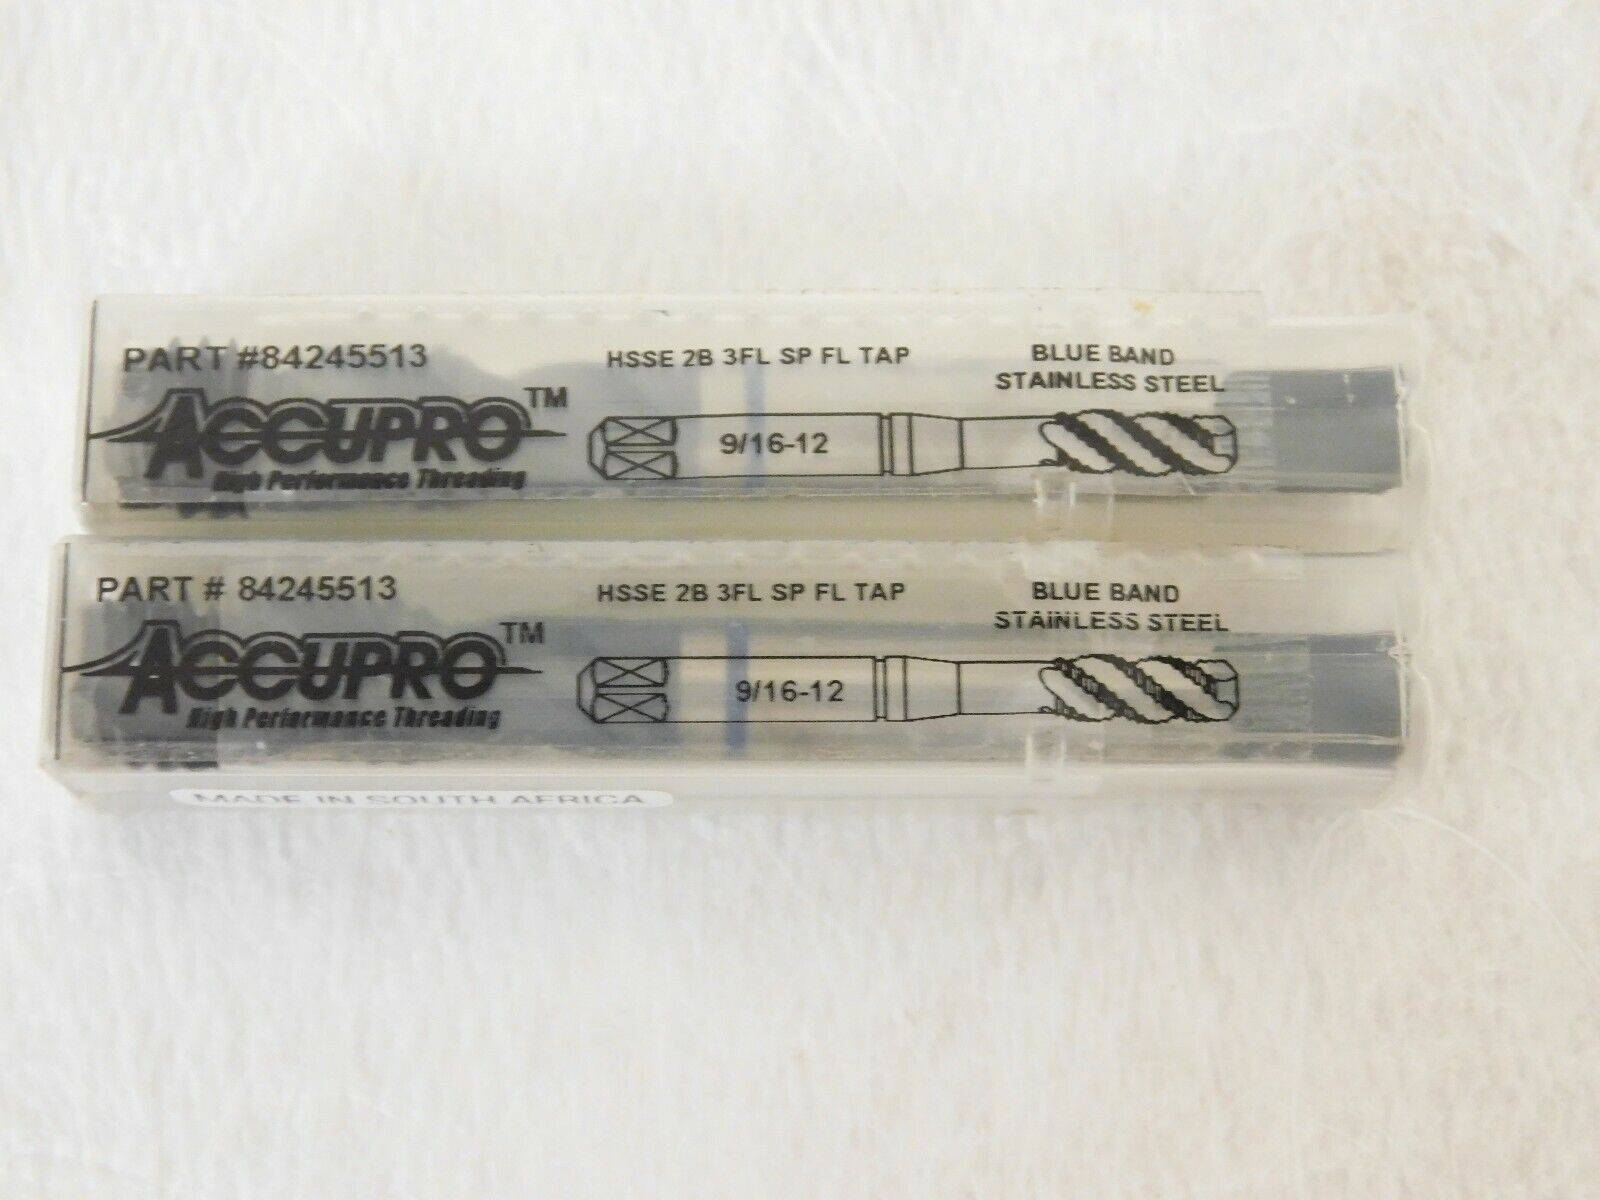 PART #84245513
HSSE 2B 3FL SP FL TAP
BLUE BAND
STAINLESS STEEL
ACCUPRO™
High Performance Threading
9/16-12
PART # 84245513
HSSE 2B 3FL SP FL TAP
BLUE BAND
STAINLESS STEEL
ACCUPRO™
High Performance Threading
9/16-12
MADE IN SOUTH AFRICA